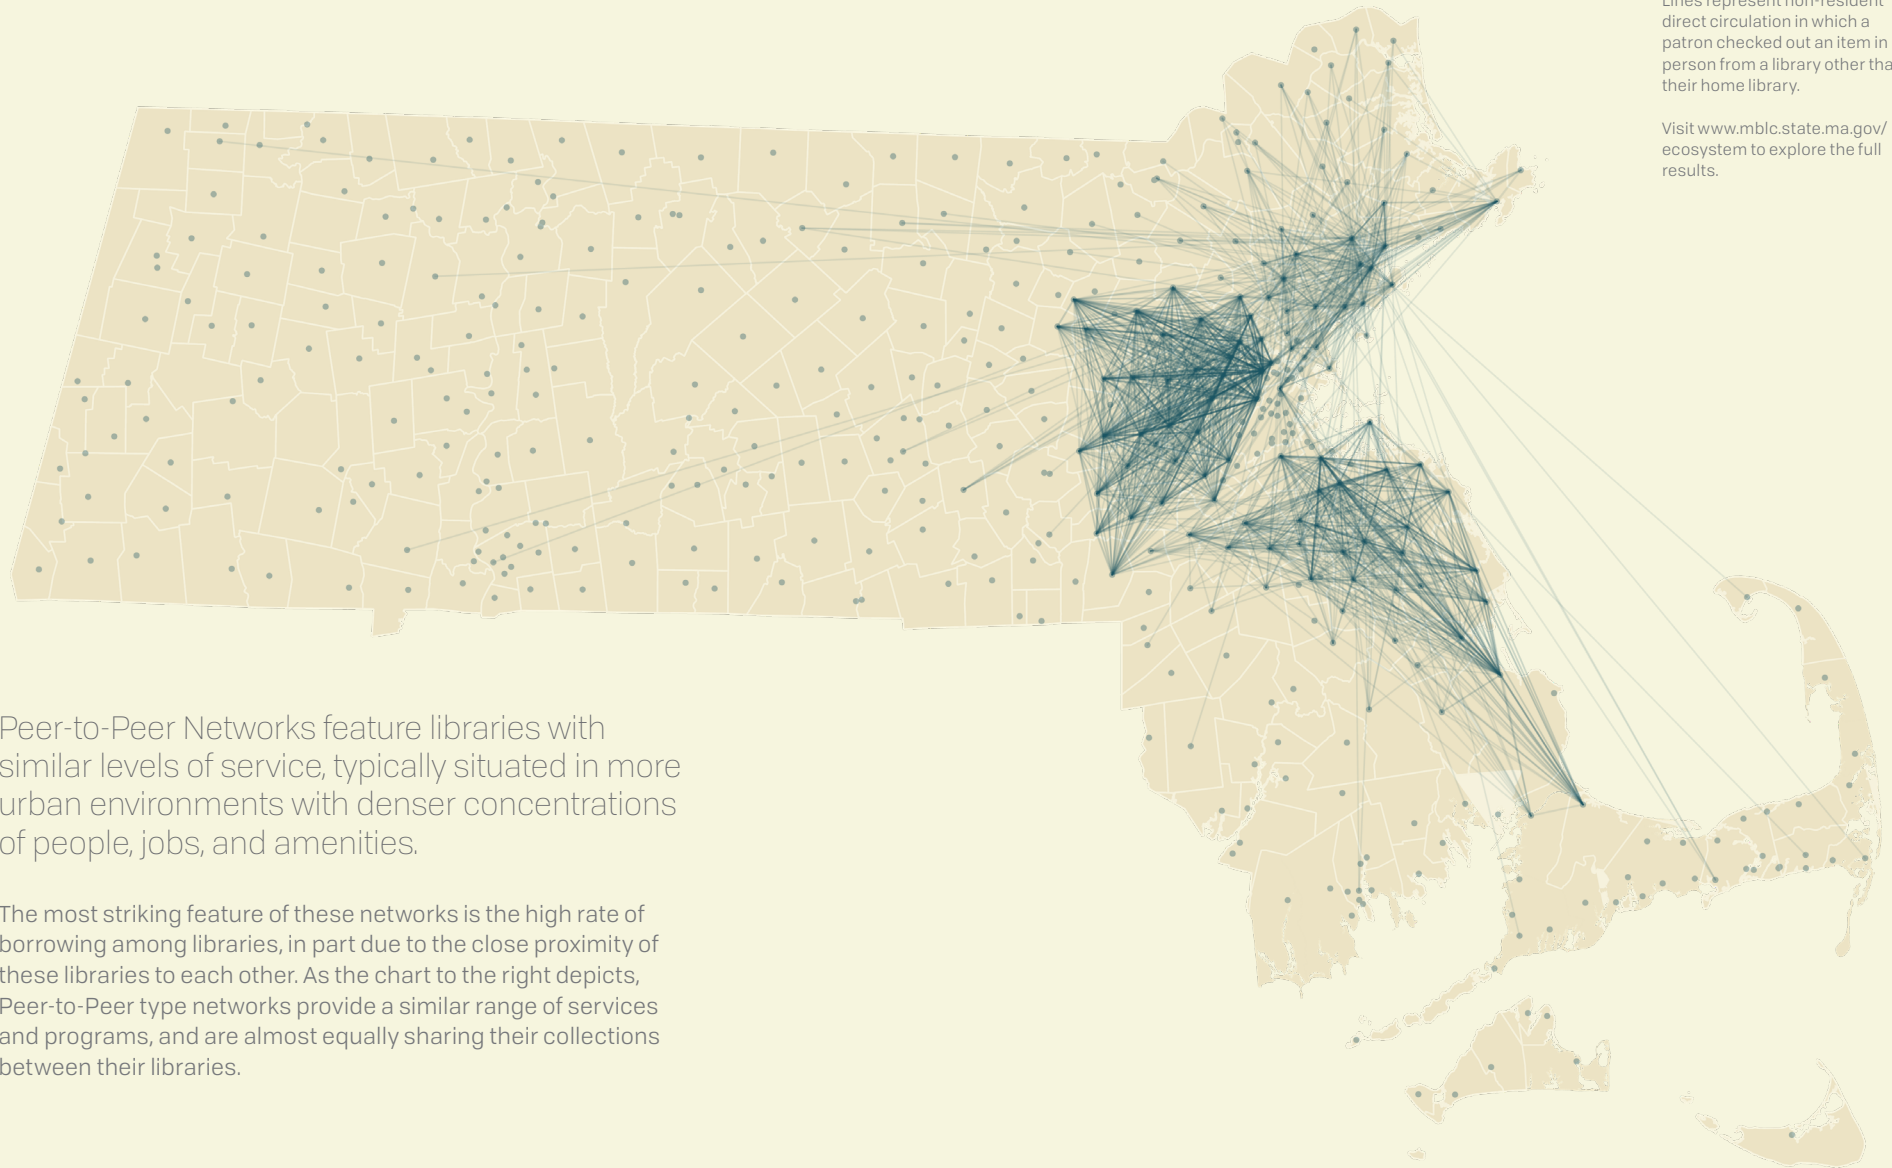 Lines represent non-resident
direct circulation in which a
patron checked out an item in
person from a library other tha
their home library.
Visit www.mblc.state.ma.gov/
ecosystem to explore the full
results.
Peer-to-Peer Networks feature libraries with
similar levels of service, typically situated in more
urban environments with denser concentrations
of people, jobs, and amenities.
The most striking feature of these networks is the high rate of
borrowing among libraries, in part due to the close proximity of
these libraries to each other. As the chart to the right depicts,
Peer-to-Peer type networks provide a similar range of services
and programs, and are almost equally sharing their collections
between their libraries.